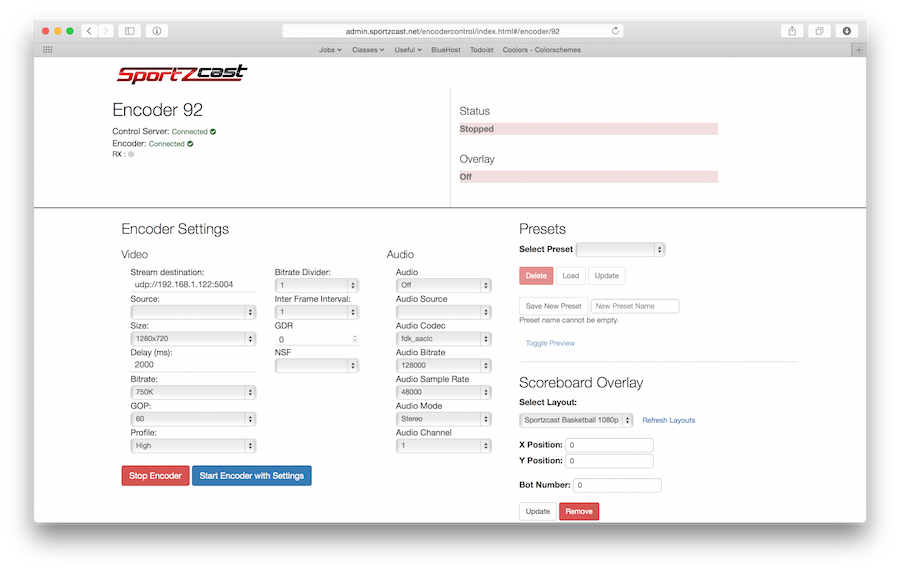 admin.sportzcast.net/encodercontrol/index.html#/encoder/92
Jobs Classes Useful BlueHost Todoist Coolors - Colorschemes
SportZcast
Encoder 92
Control Server: Connected
Encoder: Connected
RX :
Status
Stopped
Overlay
Off
Encoder Settings
Video
Stream destination:
udp://192.168.1.122:5004
Source:
Size:
1280x720
Delay (ms):
2000
Bitrate:
750K
GOP:
60
Profile:
High
Bitrate Divider:
1
Inter Frame Interval:
1
GDR
0
NSF
Audio
Audio
Off
Audio Source
Audio Codec
fdk_aaclc
Audio Bitrate
128000
Audio Sample Rate
48000
Audio Mode
Stereo
Audio Channel
1
Stop Encoder Start Encoder with Settings
Presets
Select Preset
Delete Load Update
Save New Preset New Preset Name
Preset name cannot be empty.
Toggle Preview
Scoreboard Overlay
Select Layout:
Sportzcast Basketball 1080p Refresh Layouts
X Position: 0
Y Position: 0
Bot Number: 0
Update Remove